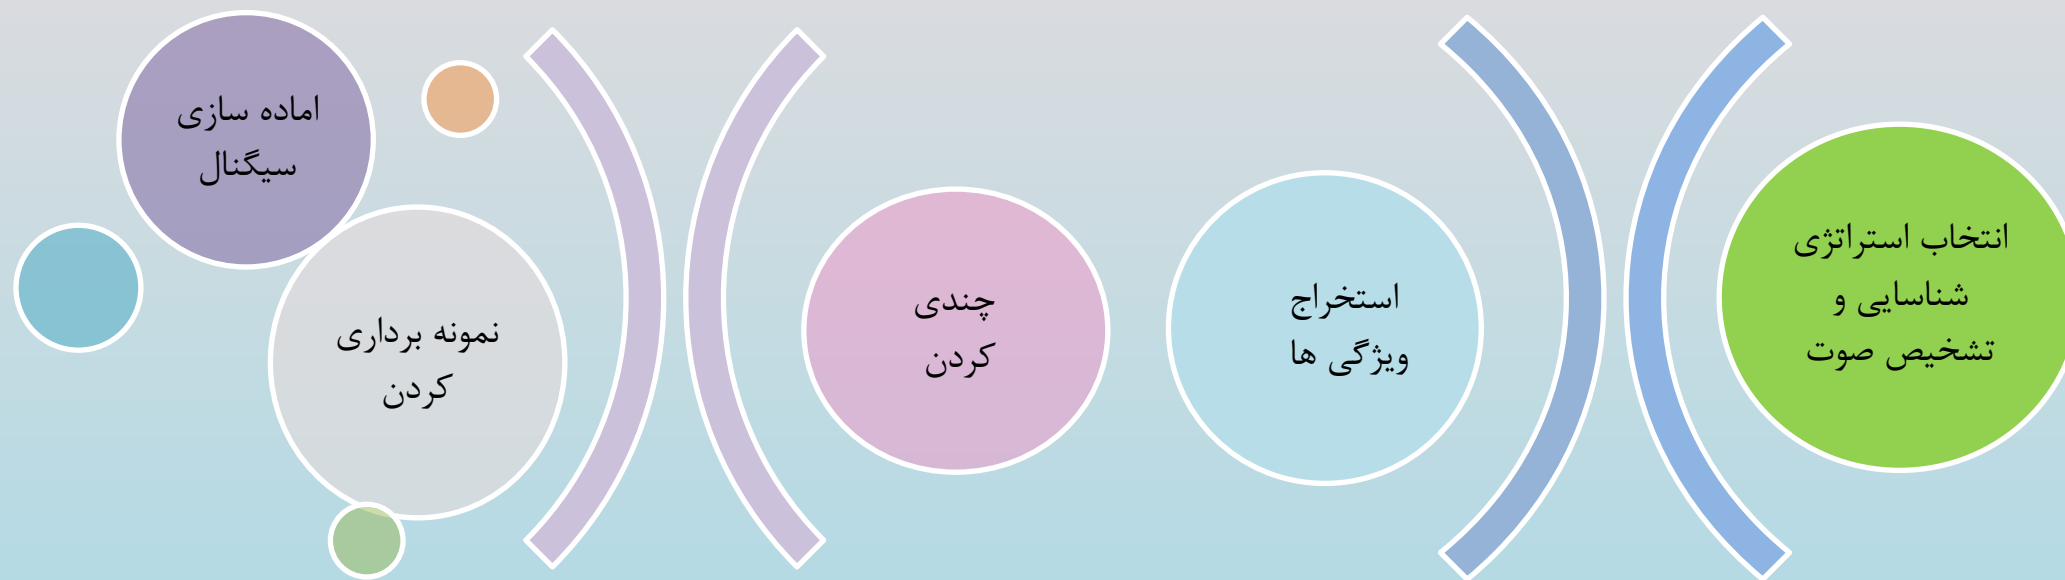 اماده سازی
سیگنال
نمونه برداری
کردن
چندی
کردن
استخراج
ویژگی ها
انتخاب استراتژی
شناسایی و
تشخیص صوت